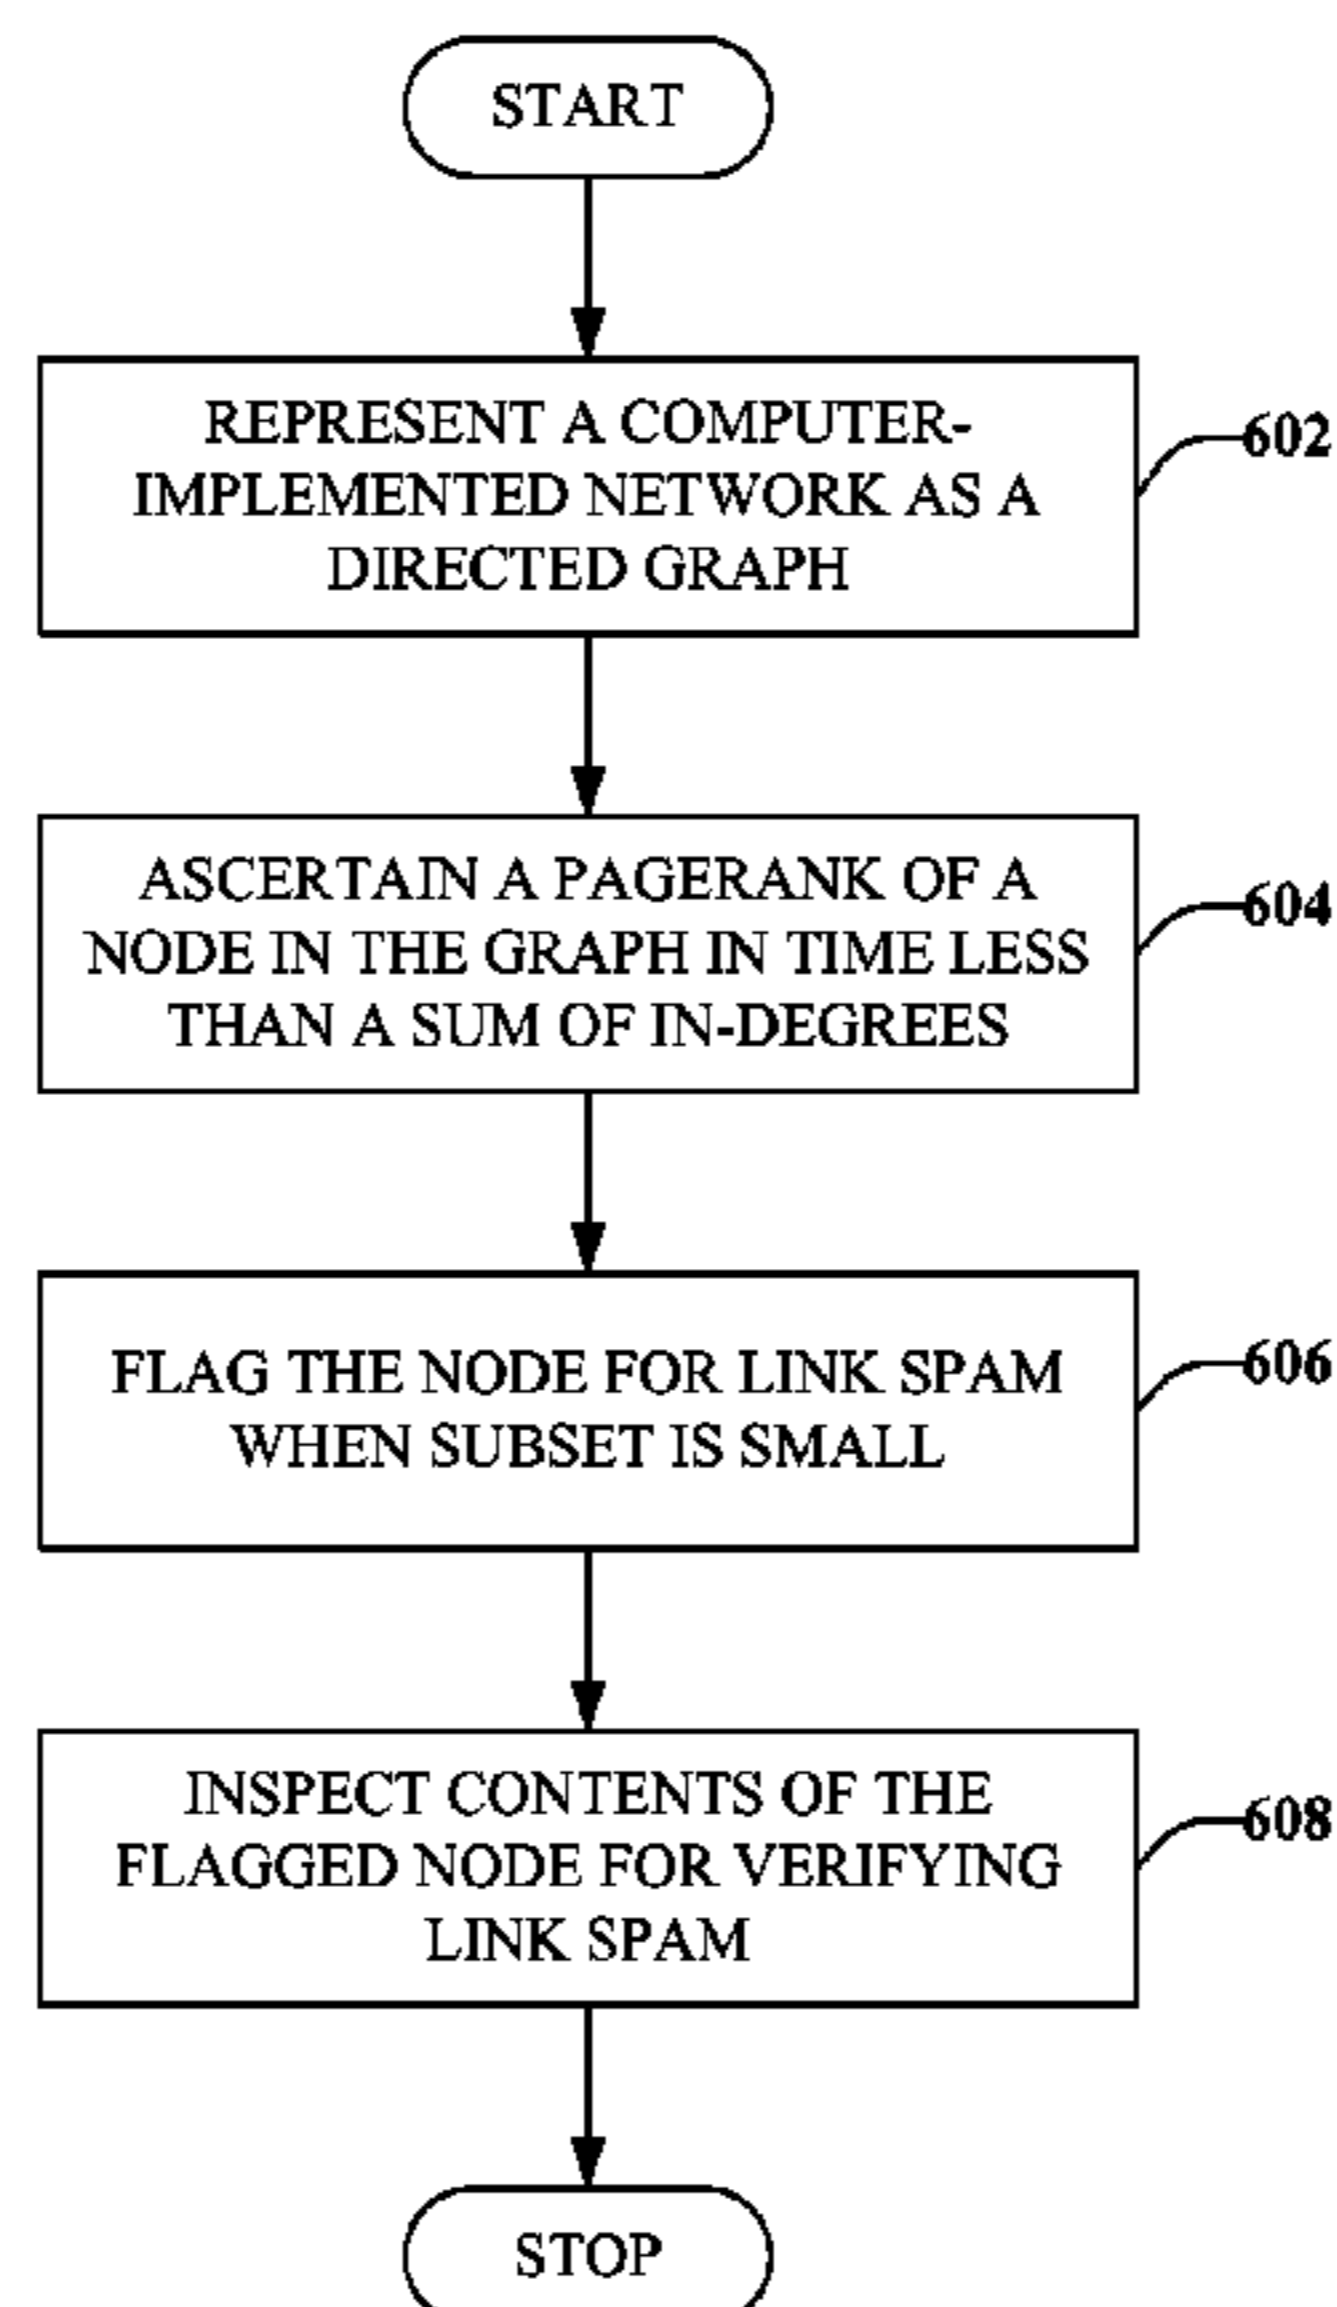 START
REPRESENT A COMPUTER-
IMPLEMENTED NETWORK AS A
DIRECTED GRAPH
602
ASCERTAIN A PAGERANK OF A
NODE IN THE GRAPH IN TIME LESS
THAN A SUM OF IN-DEGREES
604
FLAG THE NODE FOR LINK SPAM
WHEN SUBSET IS SMALL
606
INSPECT CONTENTS OF THE
FLAGGED NODE FOR VERIFYING
LINK SPAM
608
STOP